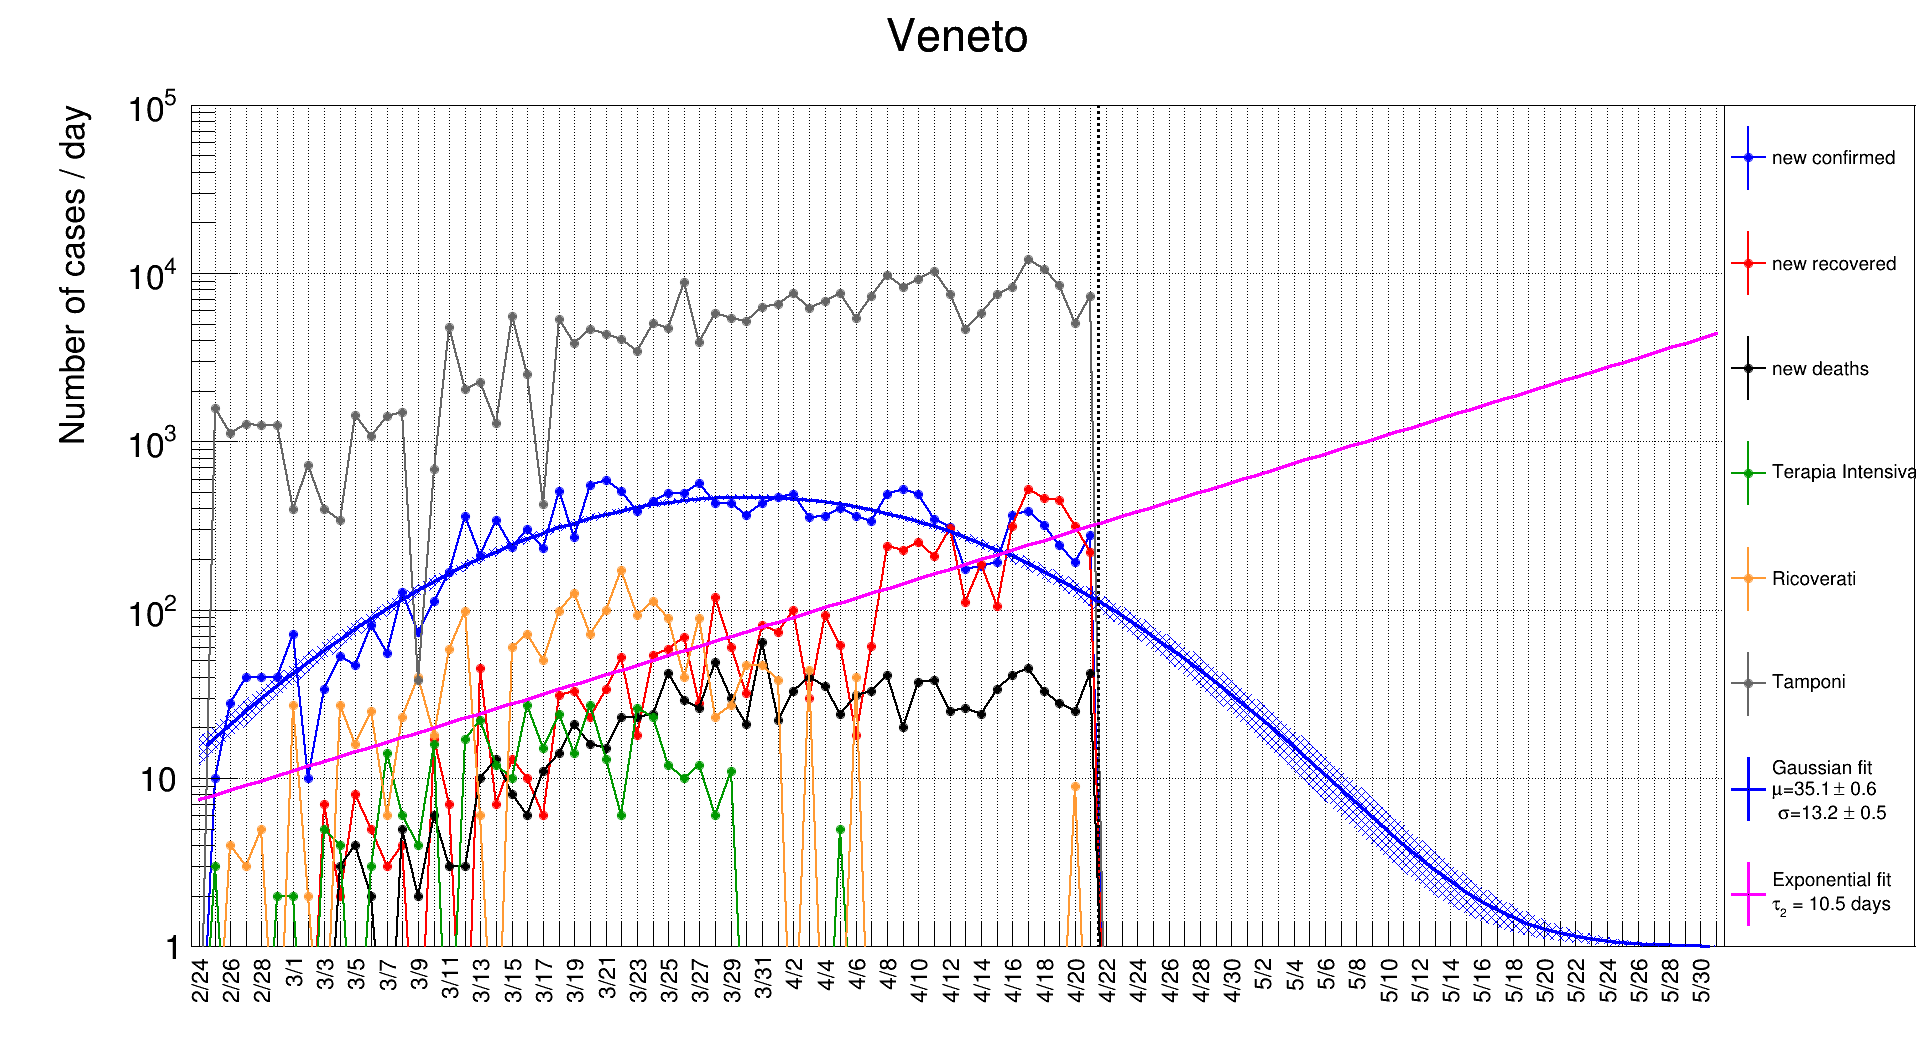 Veneto
Number of cases / day
10^5
10^4
10^3
10^2
10
1
2/24 2/26 2/28 3/1 3/3 3/5 3/7 3/9 3/11 3/13 3/15 3/17 3/19 3/21 3/23 3/25 3/27 3/29 3/31 4/2 4/4 4/6 4/8 4/10 4/12 4/14 4/16 4/18 4/20 4/22 4/24 4/26 4/28 4/30 5/2 5/4 5/6 5/8 5/10 5/12 5/14 5/16 5/18 5/20 5/22 5/24 5/26 5/28 5/30
new confirmed
new recovered
new deaths
Terapia Intensiva
Ricoverati
Tamponi
Gaussian fit
μ=35.1 ± 0.6
σ=13.2 ± 0.5
Exponential fit
τ₂ = 10.5 days